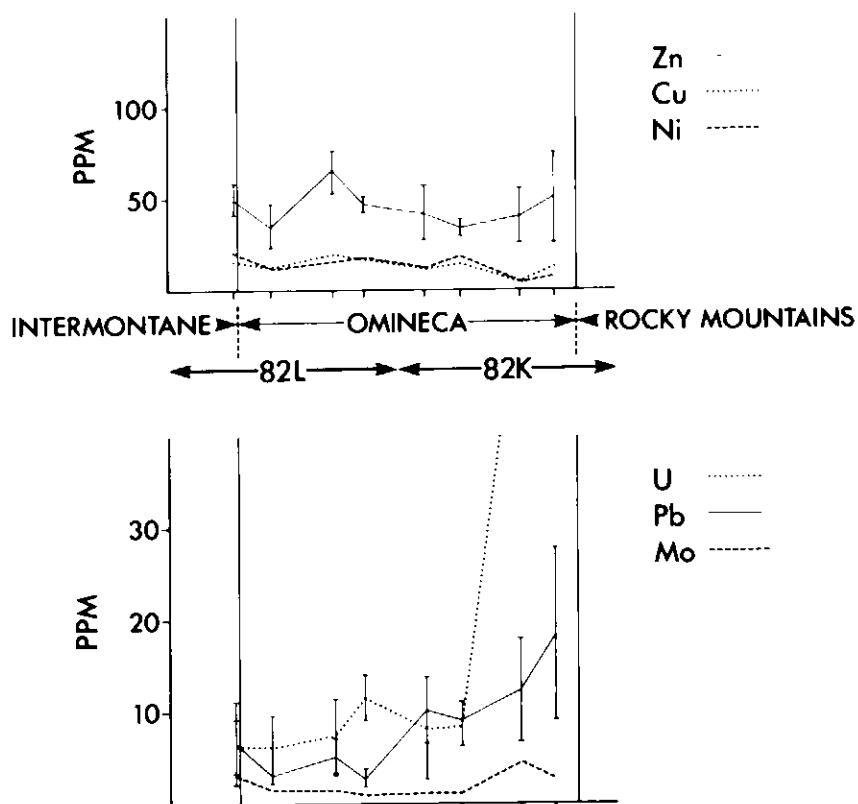 Zn
Cu
Ni
100
50
PPM
INTERMONTANE OMINECA ROCKY MOUNTAINS
82L 82K
U
Pb
Mo
30
20
10
PPM